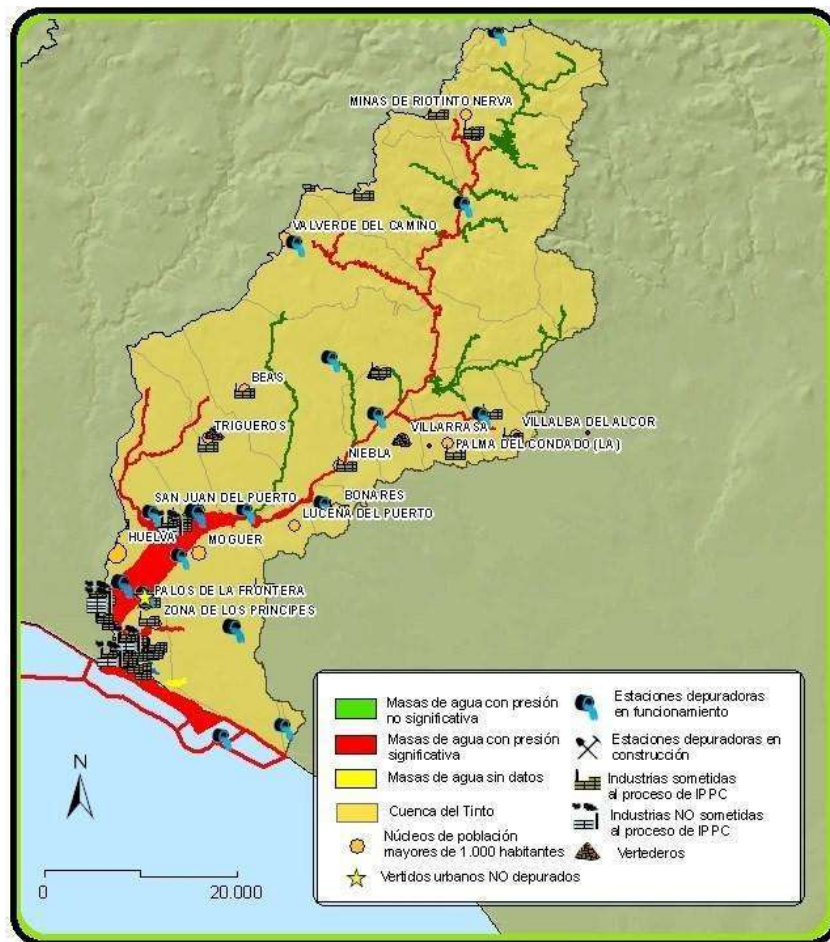 MINAS DE RIOTINTO NERVA
VALVERDE DEL CAMINO
BEAS
TRIGUEROS
VILLARRASA
VILLALBA DEL ALCOR
PALMA DEL CONDADO (LA)
NIEBLA
SAN JUAN DEL PUERTO
BONARES
LUCENA DEL PUERTO
HUELVA
MOGUER
PALOS DE LA FRONTERA
ZONA DE LOS PRINCIPES
N
0
20.000
Masas de agua con presión
no significativa
Masas de agua con presión
significativa
Masas de agua sin datos
Cuenca del Tinto
Núcleos de población
mayores de 1.000 habitantes
Vertidos urbanos NO depurados
Estaciones depuradoras
en funcionamiento
Estaciones depuradoras en
construcción
Industrias sometidas
al proceso de IPPC
Industrias NO sometidas
al proceso de IPPC
Vertederos